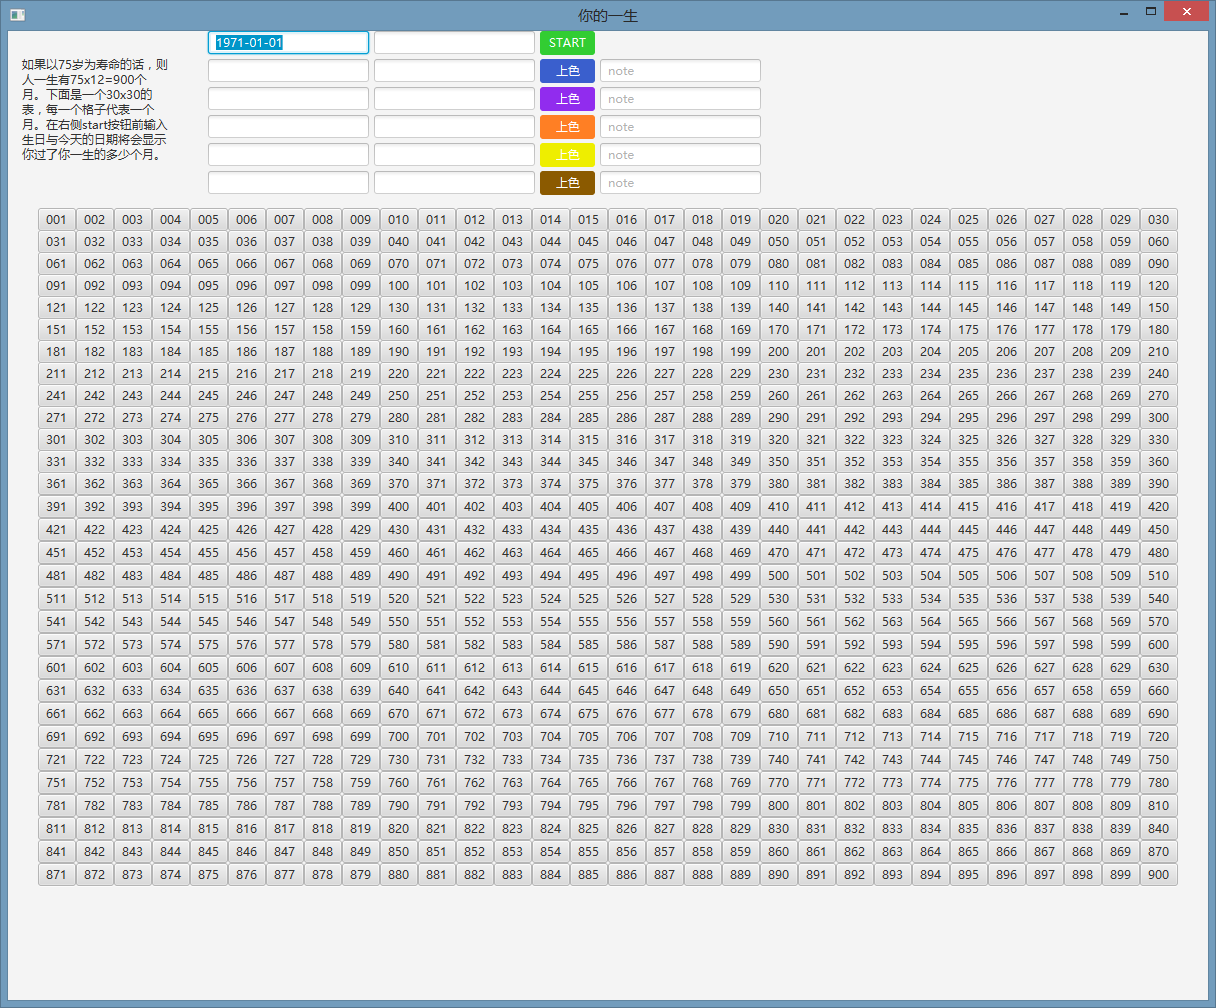 你的一生
1971-01-01 START
如果以75岁为寿命的话，则
人一生有75x12=900个
月。下面是一个30x30的
表，每一个格子代表一个
月。在右侧start按钮前输入
生日与今天的日期将会显示
你过了你一生的多少个月。
上色 note
上色 note
上色 note
上色 note
上色 note
001 002 003 004 005 006 007 008 009 010 011 012 013 014 015 016 017 018 019 020 021 022 023 024 025 026 027 028 029 030
031 032 033 034 035 036 037 038 039 040 041 042 043 044 045 046 047 048 049 050 051 052 053 054 055 056 057 058 059 060
061 062 063 064 065 066 067 068 069 070 071 072 073 074 075 076 077 078 079 080 081 082 083 084 085 086 087 088 089 090
091 092 093 094 095 096 097 098 099 100 101 102 103 104 105 106 107 108 109 110 111 112 113 114 115 116 117 118 119 120
121 122 123 124 125 126 127 128 129 130 131 132 133 134 135 136 137 138 139 140 141 142 143 144 145 146 147 148 149 150
151 152 153 154 155 156 157 158 159 160 161 162 163 164 165 166 167 168 169 170 171 172 173 174 175 176 177 178 179 180
181 182 183 184 185 186 187 188 189 190 191 192 193 194 195 196 197 198 199 200 201 202 203 204 205 206 207 208 209 210
211 212 213 214 215 216 217 218 219 220 221 222 223 224 225 226 227 228 229 230 231 232 233 234 235 236 237 238 239 240
241 242 243 244 245 246 247 248 249 250 251 252 253 254 255 256 257 258 259 260 261 262 263 264 265 266 267 268 269 270
271 272 273 274 275 276 277 278 279 280 281 282 283 284 285 286 287 288 289 290 291 292 293 294 295 296 297 298 299 300
301 302 303 304 305 306 307 308 309 310 311 312 313 314 315 316 317 318 319 320 321 322 323 324 325 326 327 328 329 330
331 332 333 334 335 336 337 338 339 340 341 342 343 344 345 346 347 348 349 350 351 352 353 354 355 356 357 358 359 360
361 362 363 364 365 366 367 368 369 370 371 372 373 374 375 376 377 378 379 380 381 382 383 384 385 386 387 388 389 390
391 392 393 394 395 396 397 398 399 400 401 402 403 404 405 406 407 408 409 410 411 412 413 414 415 416 417 418 419 420
421 422 423 424 425 426 427 428 429 430 431 432 433 434 435 436 437 438 439 440 441 442 443 444 445 446 447 448 449 450
451 452 453 454 455 456 457 458 459 460 461 462 463 464 465 466 467 468 469 470 471 472 473 474 475 476 477 478 479 480
481 482 483 484 485 486 487 488 489 490 491 492 493 494 495 496 497 498 499 500 501 502 503 504 505 506 507 508 509 510
511 512 513 514 515 516 517 518 519 520 521 522 523 524 525 526 527 528 529 530 531 532 533 534 535 536 537 538 539 540
541 542 543 544 545 546 547 548 549 550 551 552 553 554 555 556 557 558 559 560 561 562 563 564 565 566 567 568 569 570
571 572 573 574 575 576 577 578 579 580 581 582 583 584 585 586 587 588 589 590 591 592 593 594 595 596 597 598 599 600
601 602 603 604 605 606 607 608 609 610 611 612 613 614 615 616 617 618 619 620 621 622 623 624 625 626 627 628 629 630
631 632 633 634 635 636 637 638 639 640 641 642 643 644 645 646 647 648 649 650 651 652 653 654 655 656 657 658 659 660
661 662 663 664 665 666 667 668 669 670 671 672 673 674 675 676 677 678 679 680 681 682 683 684 685 686 687 688 689 690
691 692 693 694 695 696 697 698 699 700 701 702 703 704 705 706 707 708 709 710 711 712 713 714 715 716 717 718 719 720
721 722 723 724 725 726 727 728 729 730 731 732 733 734 735 736 737 738 739 740 741 742 743 744 745 746 747 748 749 750
751 752 753 754 755 756 757 758 759 760 761 762 763 764 765 766 767 768 769 770 771 772 773 774 775 776 777 778 779 780
781 782 783 784 785 786 787 788 789 790 791 792 793 794 795 796 797 798 799 800 801 802 803 804 805 806 807 808 809 810
811 812 813 814 815 816 817 818 819 820 821 822 823 824 825 826 827 828 829 830 831 832 833 834 835 836 837 838 839 840
841 842 843 844 845 846 847 848 849 850 851 852 853 854 855 856 857 858 859 860 861 862 863 864 865 866 867 868 869 870
871 872 873 874 875 876 877 878 879 880 881 882 883 884 885 886 887 888 889 890 891 892 893 894 895 896 897 898 899 900